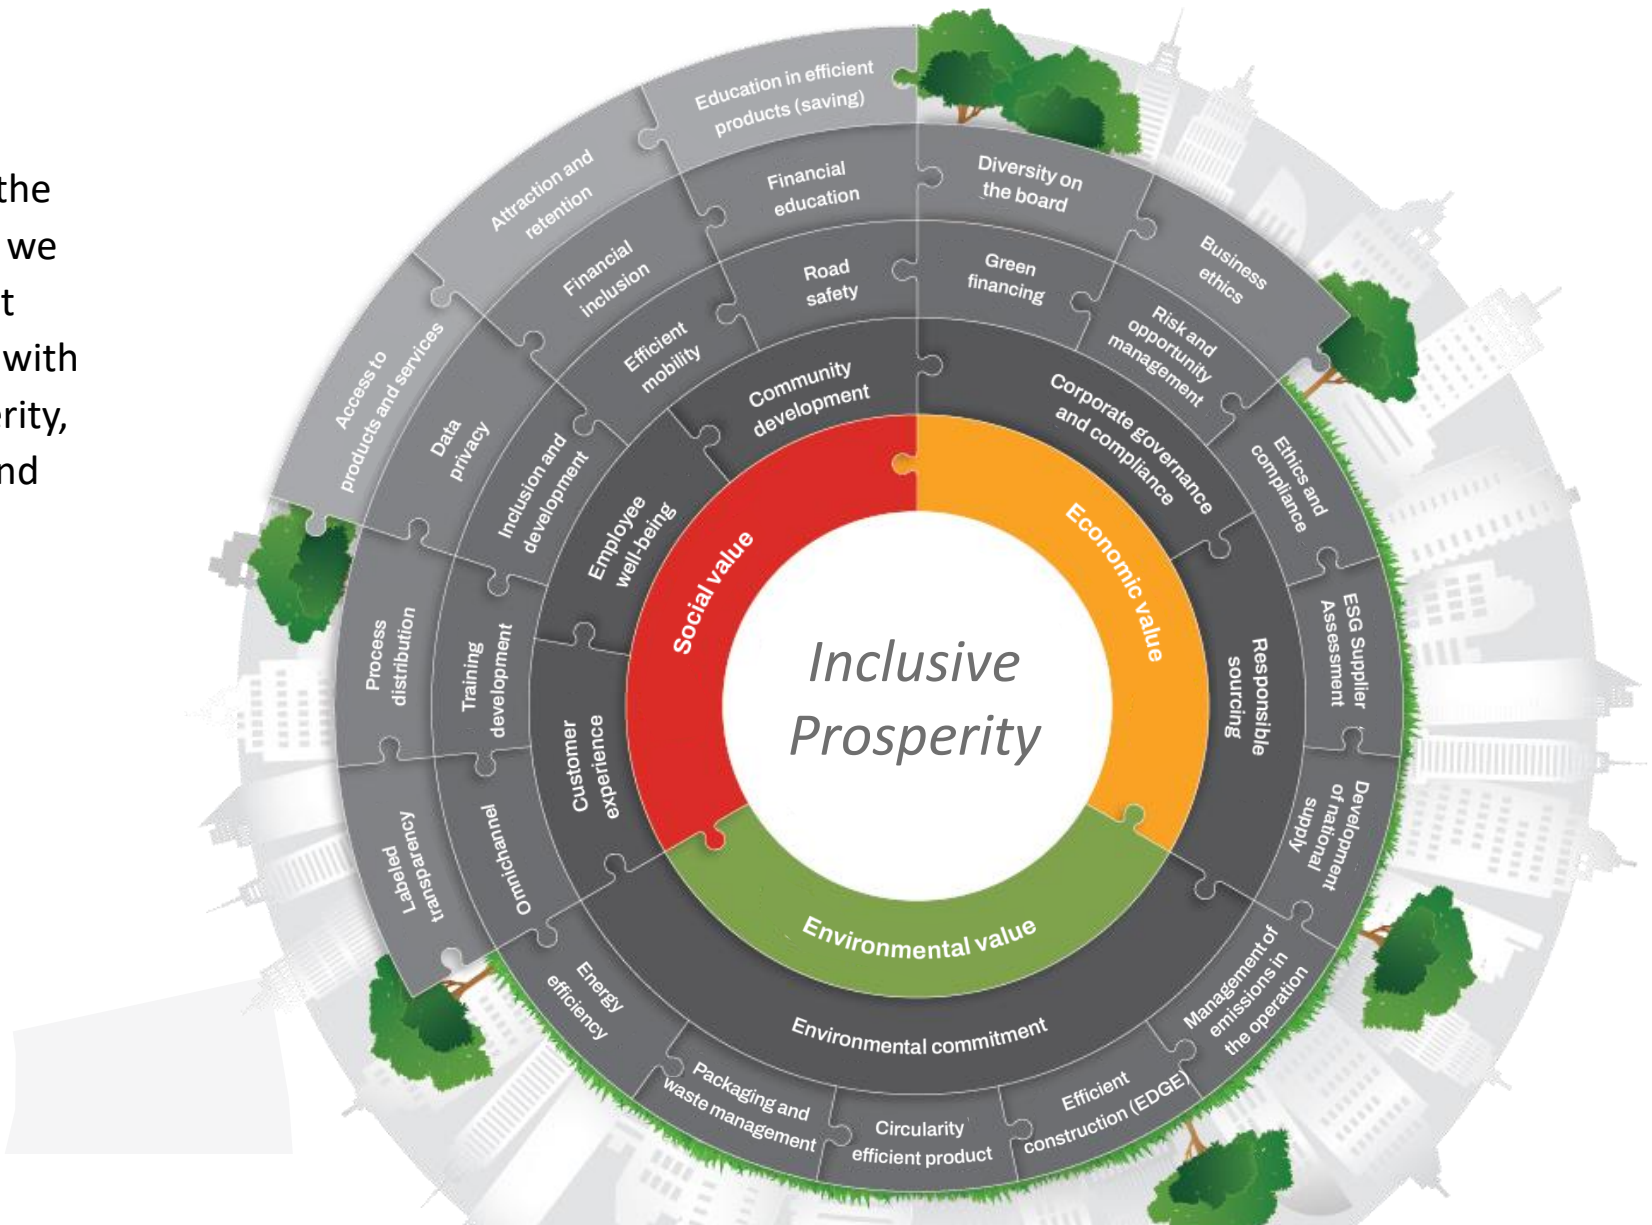 the
we
t
with
erity,
nd
Education in efficient
products (saving)
Attraction and
retention
Access to
products and services
Financial
education
Financial
inclusion
Data
privacy
Process
distribution
Labeled
transparency
Road
safety
Efficient
mobility
Inclusion and
development
Training
development
Omnichannel
Community
development
Employee
well-being
Customer
experience
Social value
Diversity on
the board
Business
ethics
Green
financing
Risk and
opportunity
management
Ethics and
compliance
ESG Supplier
Assessment
Development
of national
supply
Corporate governance
and compliance
Responsible
sourcing
Economic value
Inclusive
Prosperity
Environmental value
Environmental commitment
Energy
efficiency
Packaging and
waste management
Circularity
efficient product
Efficient
construction (EDGE)
Management of
emissions in
the operation